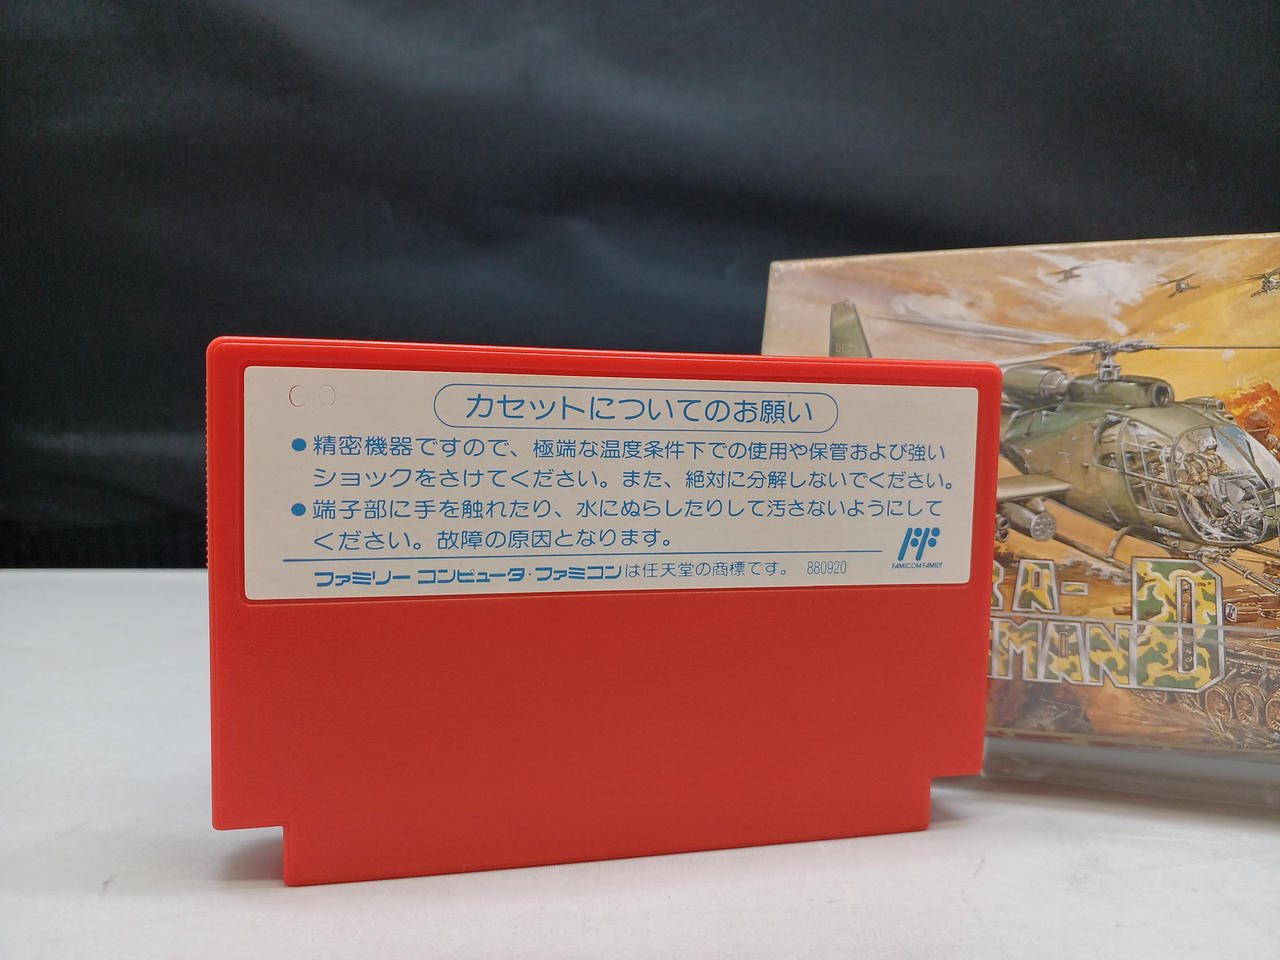 カセットについてのお願い
●精密機器ですので、極端な温度条件下での使用や保管および強い
ショックをさけてください。また、絶対に分解しないでください。
●端子部に手を触れたり、水にぬらしたりして汚さないようにして
ください。故障の原因となります。
FF
FAMICOM FAMILY
ファミリー コンピュータ・ファミコンは任天堂の商標です。 880920
RA-
MMAND